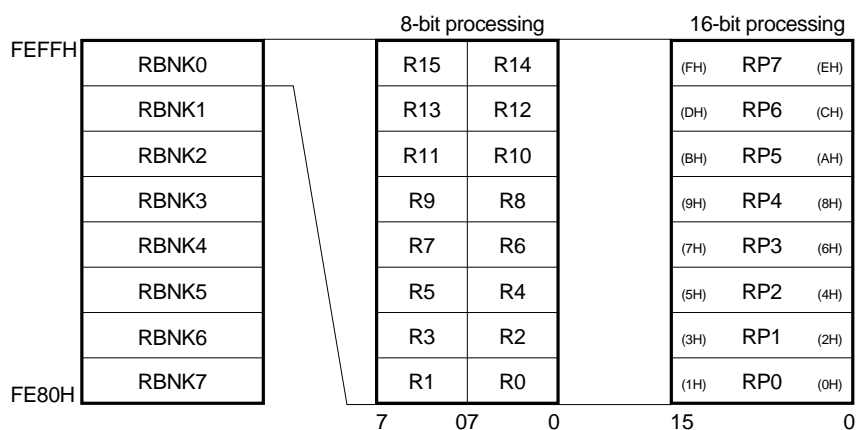 8-bit processing 16-bit processing
FEFFH RBNK0 R15 R14 (FH) RP7 (EH)
RBNK1 R13 R12 (DH) RP6 (CH)
RBNK2 R11 R10 (BH) RP5 (AH)
RBNK3 R9 R8 (9H) RP4 (8H)
RBNK4 R7 R6 (7H) RP3 (6H)
RBNK5 R5 R4 (5H) RP2 (4H)
RBNK6 R3 R2 (3H) RP1 (2H)
FE80H RBNK7 R1 R0 (1H) RP0 (0H)
7 07 0 15 0